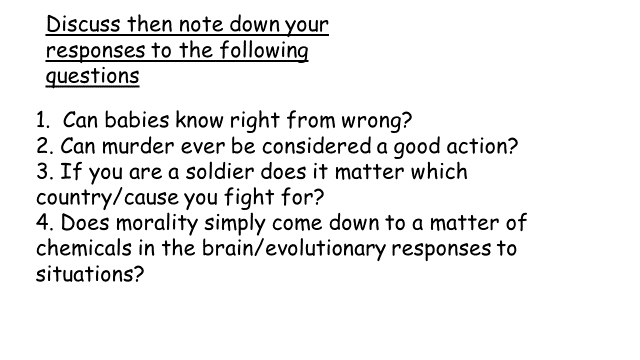 Discuss then note down your
responses to the following
questions
1.  Can babies know right from wrong?
2. Can murder ever be considered a good action?
3. If you are a soldier does it matter which
country/cause you fight for?
4. Does morality simply come down to a matter of
chemicals in the brain/evolutionary responses to
situations?